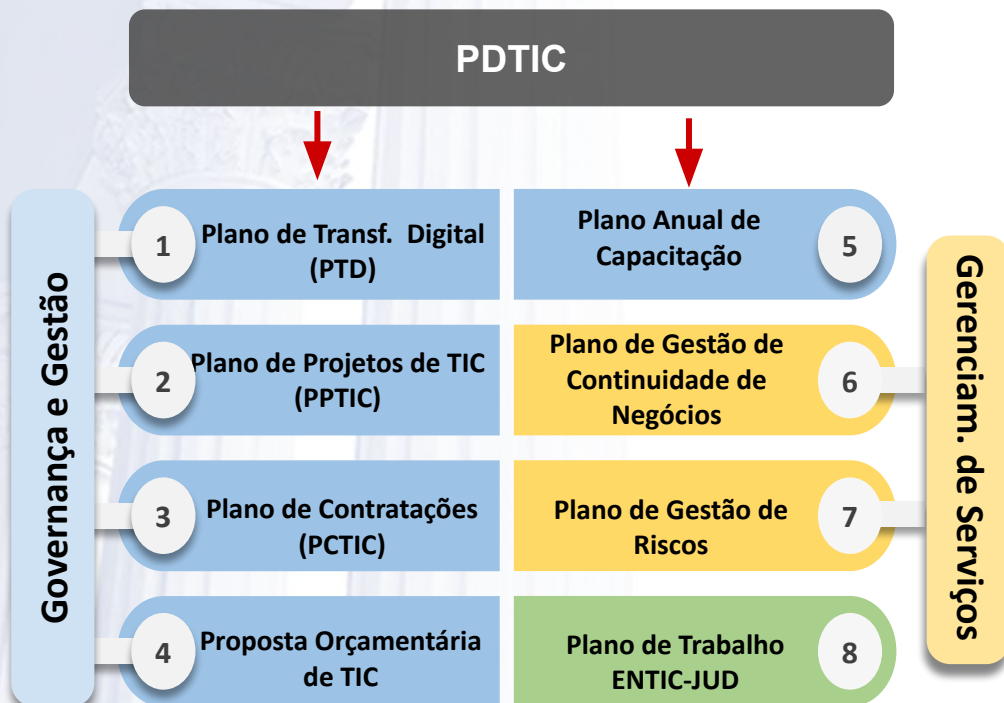 PDTIC
Governança e Gestão
1
Plano de Transf. Digital
(PTD)
2
Plano de Projetos de TIC
(PPTIC)
3
Plano de Contratações
(PCTIC)
4
Proposta Orçamentária
de TIC
Plano Anual de
Capacitação
5
Plano de Gestão de
Continuidade de
Negócios
6
Plano de Gestão de
Riscos
7
Plano de Trabalho
ENTIC-JUD
8
Gerenciam. de Serviços